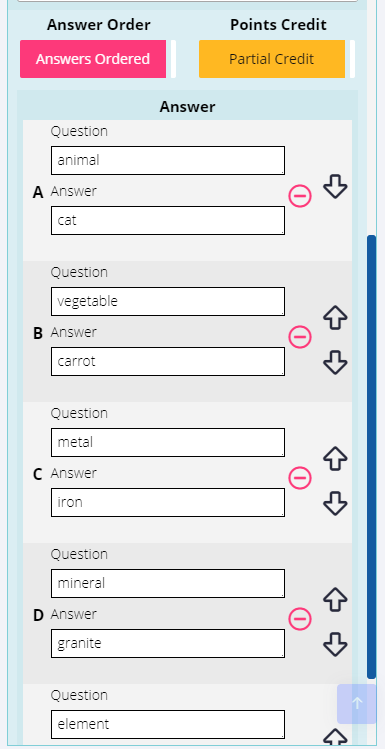 Answer Order Points Credit
Answers Ordered Partial Credit
Answer
Question
animal
A Answer
cat
Question
vegetable
B Answer
carrot
Question
metal
C Answer
iron
Question
mineral
D Answer
granite
Question
element